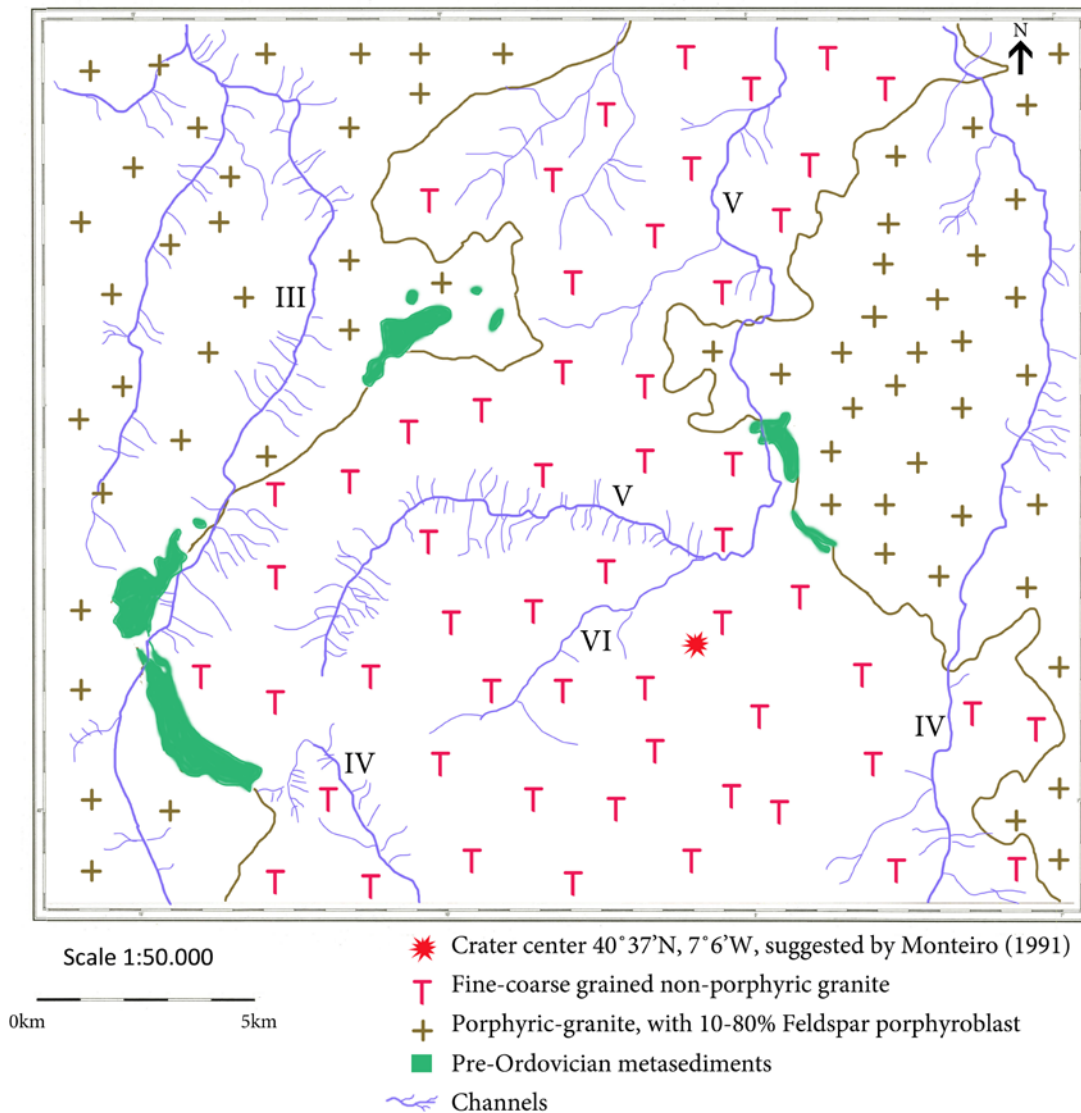 N
V
III
V
VI
IV
IV
Scale 1:50.000
0km 5km
Crater center 40°37'N, 7°6'W, suggested by Monteiro (1991)
Fine-coarse grained non-porphyric granite
Porphyric-granite, with 10-80% Feldspar porphyroblast
Pre-Ordovician metasediments
Channels